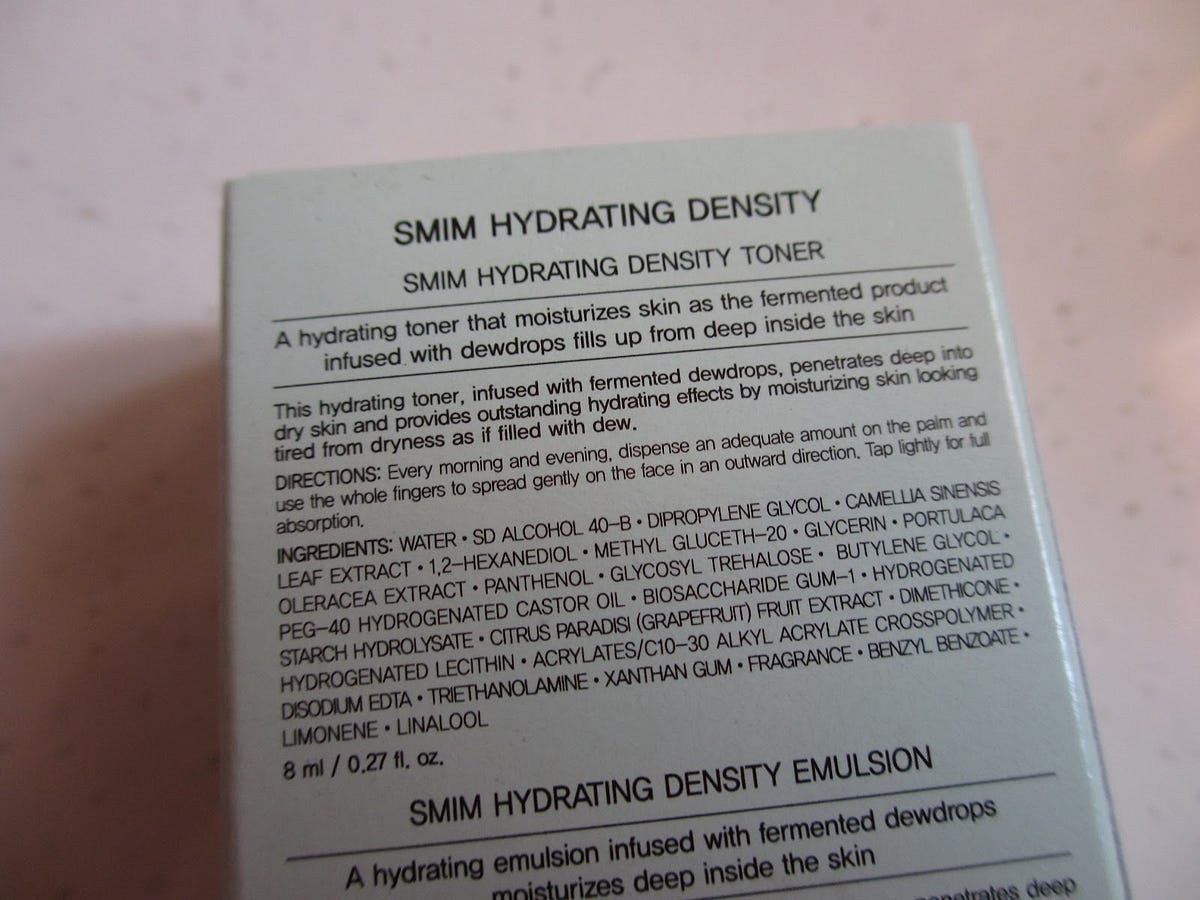 SMIM HYDRATING DENSITY
SMIM HYDRATING DENSITY TONER
A hydrating toner that moisturizes skin as the fermented product
infused with dewdrops fills up from deep inside the skin
This hydrating toner, infused with fermented dewdrops, penetrates deep into
dry skin and provides outstanding hydrating effects by moisturizing skin looking
tired from dryness as if filled with dew.
DIRECTIONS: Every morning and evening, dispense an adequate amount on the palm and
use the whole fingers to spread gently on the face in an outward direction. Tap lightly for full
absorption.
INGREDIENTS: WATER • SD ALCOHOL 40-B • DIPROPYLENE GLYCOL • CAMELLIA SINENSIS
LEAF EXTRACT • 1,2-HEXANEDIOL • METHYL GLUCETH-20 • GLYCERIN • PORTULACA
OLERACEA EXTRACT • PANTHENOL • GLYCOSYL TREHALOSE • BUTYLENE GLYCOL •
PEG-40 HYDROGENATED CASTOR OIL • BIOSACCHARIDE GUM-1 • HYDROGENATED
STARCH HYDROLYSATE • CITRUS PARADISI (GRAPEFRUIT) FRUIT EXTRACT • DIMETHICONE •
HYDROGENATED LECITHIN • ACRYLATES/C10-30 ALKYL ACRYLATE CROSSPOLYMER •
DISODIUM EDTA • TRIETHANOLAMINE • XANTHAN GUM • FRAGRANCE • BENZYL BENZOATE •
LIMONENE • LINALOOL
8 ml / 0.27 fl. oz.
SMIM HYDRATING DENSITY EMULSION
A hydrating emulsion infused with fermented dewdrops
moisturizes deep inside the skin
penetrates deep